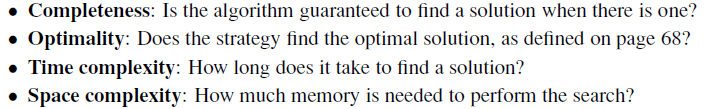 • Completeness: Is the algorithm guaranteed to find a solution when there is one?
• Optimality: Does the strategy find the optimal solution, as defined on page 68?
• Time complexity: How long does it take to find a solution?
• Space complexity: How much memory is needed to perform the search?